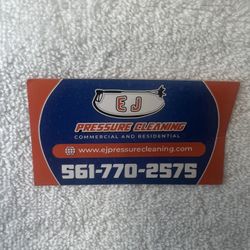 EJ
PRESSURE CLEANING
COMMERCIAL AND RESIDENTIAL
www.ejpressurecleaning.com
561-770-2575